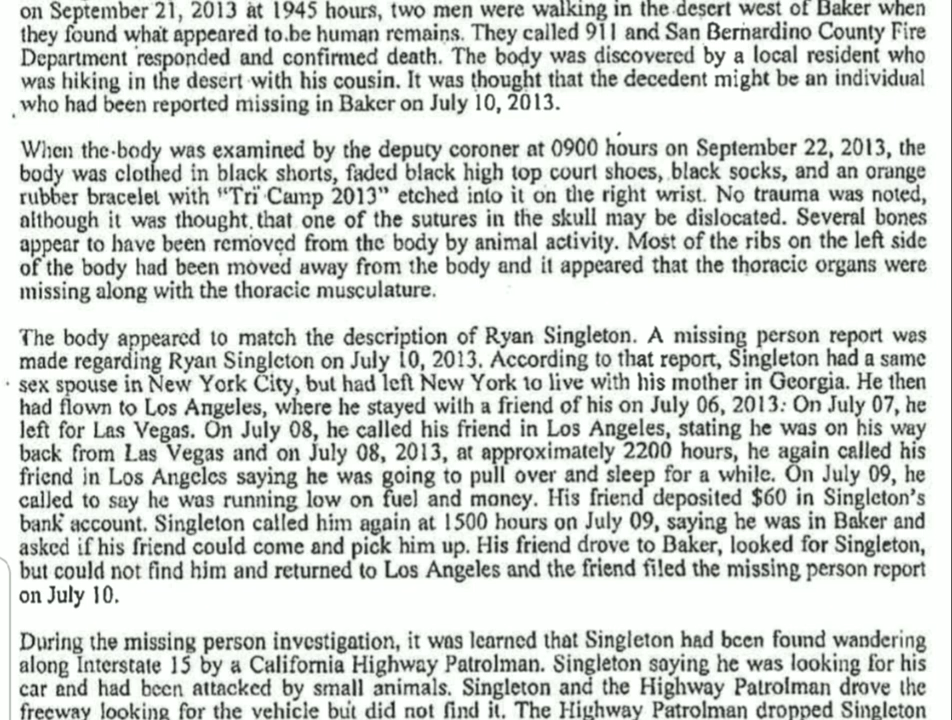 on September 21, 2013 at 1945 hours, two men were walking in the desert west of Baker when
they found what appeared to be human remains. They called 911 and San Bernardino County Fire
Department responded and confirmed death. The body was discovered by a local resident who
was hiking in the desert with his cousin. It was thought that the decedent might be an individual
who had been reported missing in Baker on July 10, 2013.
When the body was examined by the deputy coroner at 0900 hours on September 22, 2013, the
body was clothed in black shorts, faded black high top court shoes, black socks, and an orange
rubber bracelet with "Tri Camp 2013" etched into it on the right wrist. No trauma was noted,
although it was thought that one of the sutures in the skull may be dislocated. Several bones
appear to have been removed from the body by animal activity. Most of the ribs on the left side
of the body had been moved away from the body and it appeared that the thoracic organs were
missing along with the thoracic musculature.
The body appeared to match the description of Ryan Singleton. A missing person report was
made regarding Ryan Singleton on July 10, 2013. According to that report, Singleton had a same
sex spouse in New York City, but had left New York to live with his mother in Georgia. He then
had flown to Los Angeles, where he stayed with a friend of his on July 06, 2013: On July 07, he
left for Las Vegas. On July 08, he called his friend in Los Angeles, stating he was on his way
back from Las Vegas and on July 08, 2013, at approximately 2200 hours, he again called his
friend in Los Angeles saying he was going to pull over and sleep for a while. On July 09, he
called to say he was running low on fuel and money. His friend deposited $60 in Singleton's
bank account. Singleton called him again at 1500 hours on July 09, saying he was in Baker and
asked if his friend could come and pick him up. His friend drove to Baker, looked for Singleton,
but could not find him and returned to Los Angeles and the friend filed the missing person report
on July 10.
During the missing person investigation, it was learned that Singleton had been found wandering
along Interstate 15 by a California Highway Patrolman. Singleton saying he was looking for his
car and had been attacked by small animals. Singleton and the Highway Patrolman drove the
freeway looking for the vehicle but did not find it. The Highway Patrolman dropped Singleton